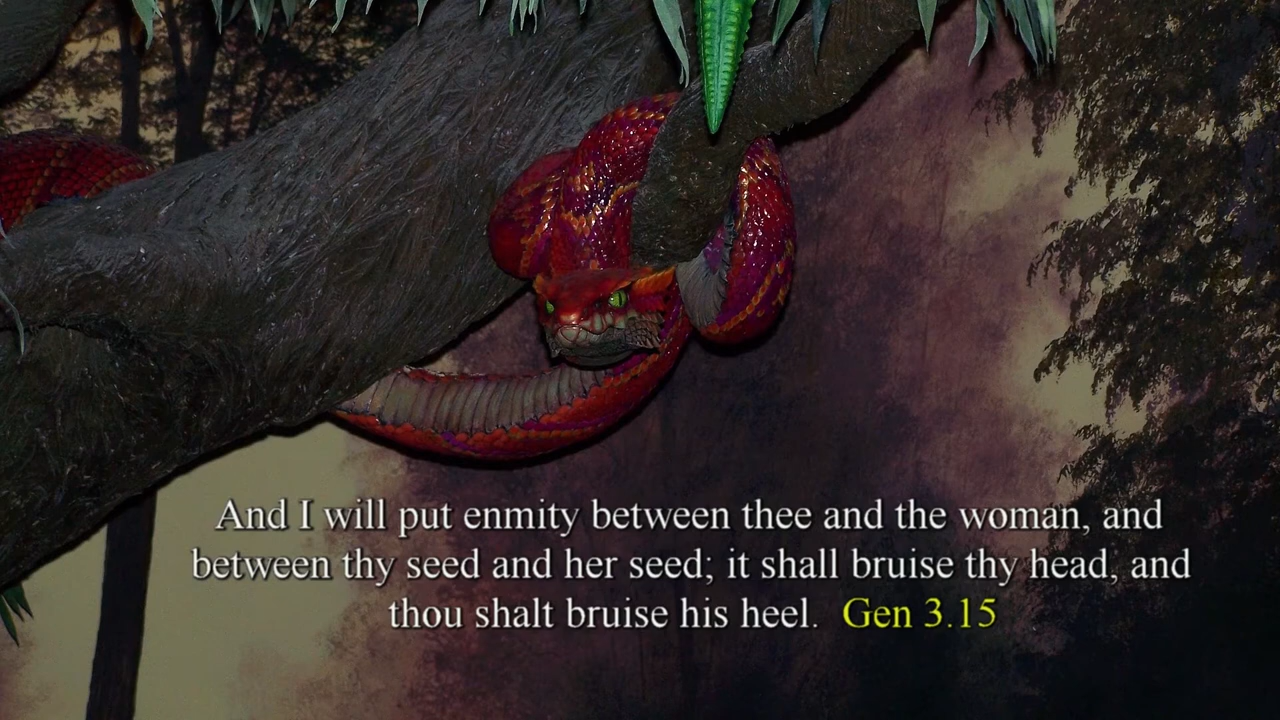 And I will put enmity between thee and the woman, and
between thy seed and her seed; it shall bruise thy head, and
thou shalt bruise his heel. Gen 3.15